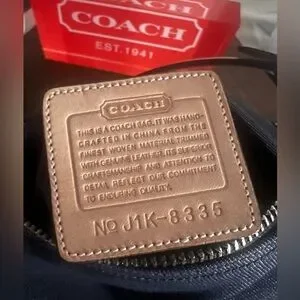 COACH
COACH
EST. 1941
COACH
THIS IS A COACH BAG. IT WAS HAND-
CRAFTED IN CHINA FROM THE
FINEST WOVEN MATERIAL TRIMMED
WITH GENUINE LEATHER. ITS SUPERIOR
CRAFTSMANSHIP AND ATTENTION TO
DETAIL REFLECT OUR COMMITMENT
TO ENDURING QUALITY.
No J1K-8335